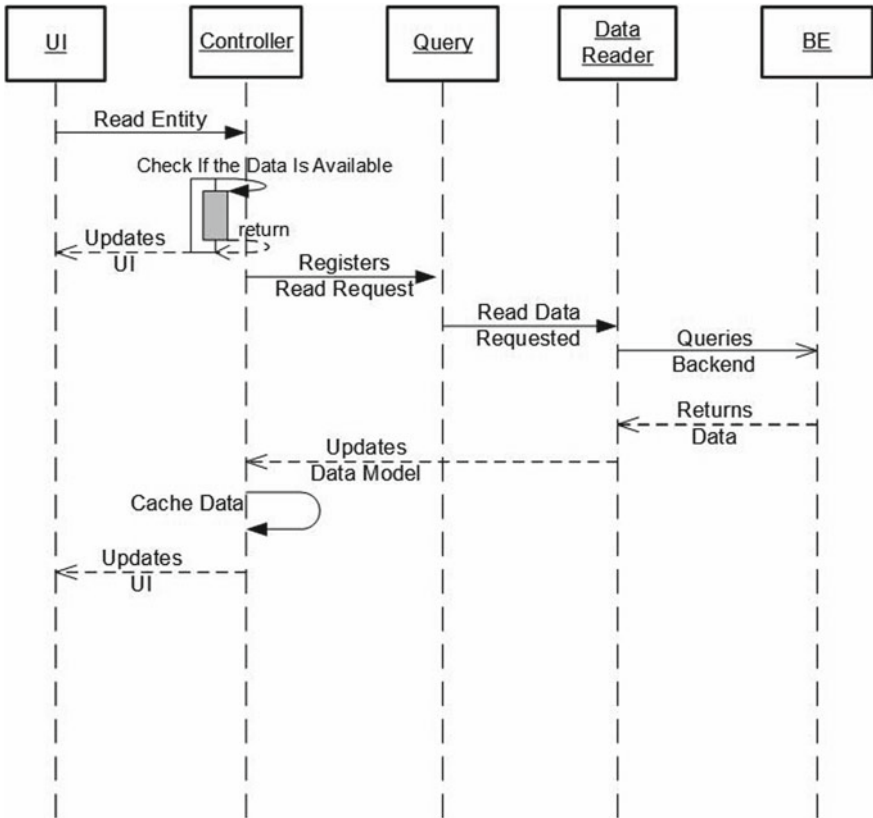 UI
Controller
Query
Data
Reader
BE
Read Entity
Check If the Data Is Available
return
Updates
UI
Registers
Read Request
Read Data
Requested
Queries
Backend
Returns
Data
Updates
Data Model
Cache Data
Updates
UI